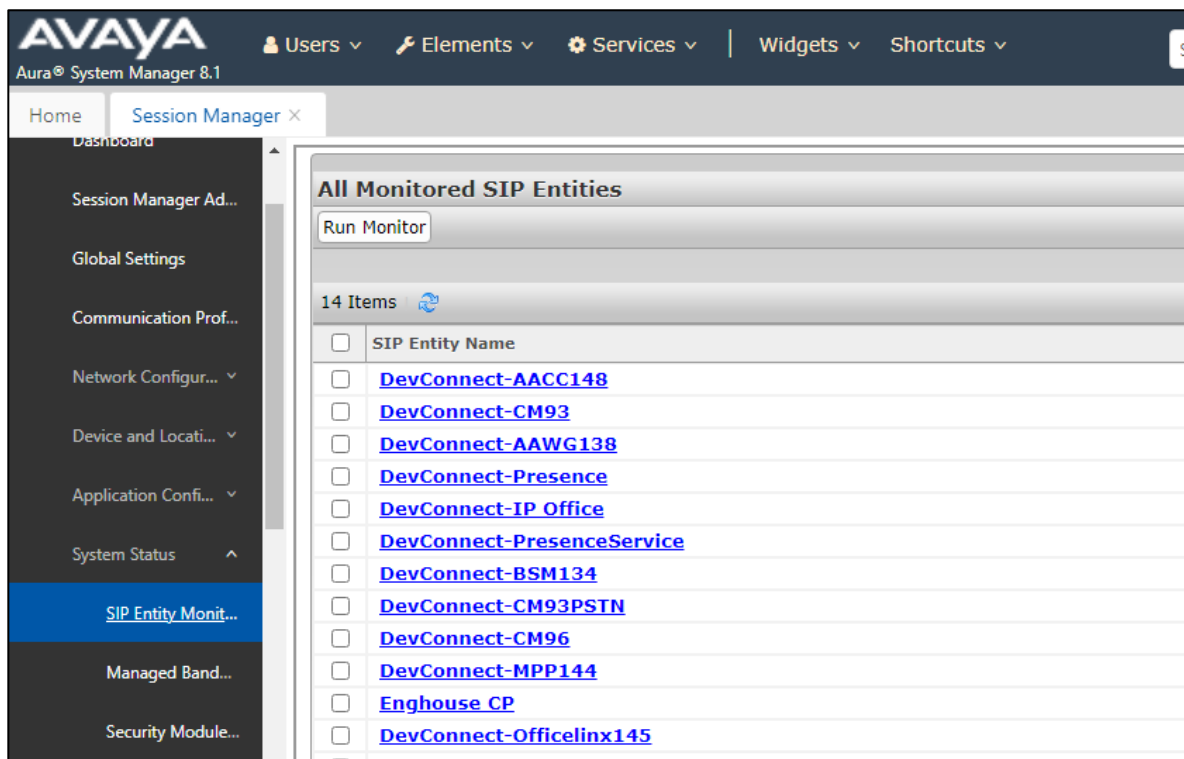 AVAYA
Aura® System Manager 8.1
Users Elements Services Widgets Shortcuts
Home Session Manager
Dashboard
Session Manager Ad...
Global Settings
Communication Prof...
Network Configur...
Device and Locati...
Application Confi...
System Status
SIP Entity Monit...
Managed Band...
Security Module...
All Monitored SIP Entities
Run Monitor
14 Items
SIP Entity Name
DevConnect-AACC148
DevConnect-CM93
DevConnect-AAWG138
DevConnect-Presence
DevConnect-IP Office
DevConnect-PresenceService
DevConnect-BSM134
DevConnect-CM93PSTN
DevConnect-CM96
DevConnect-MPP144
Enghouse CP
DevConnect-Officelinx145